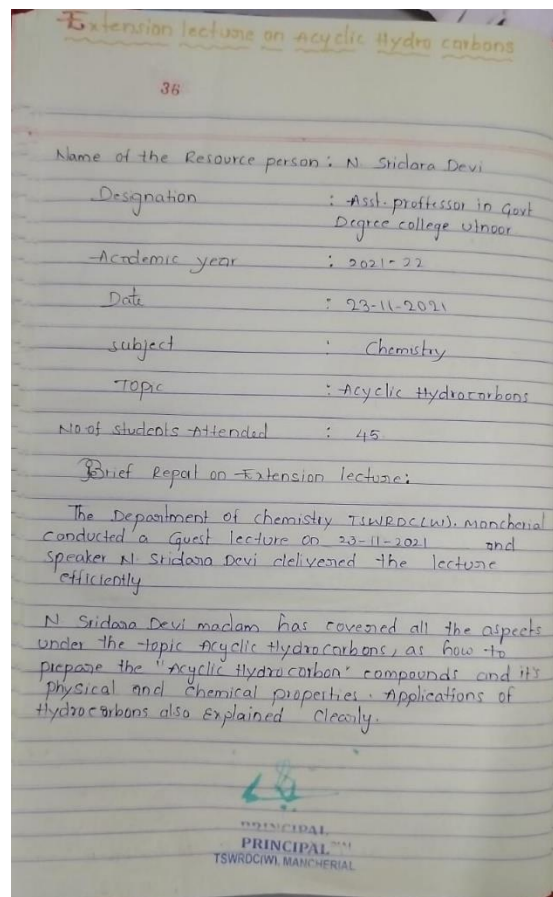 Extension lecture on Acyclic Hydro carbons
36
Name of the Resource person : N Sridara Devi
Designation : Asst. proffessor in Govt
Degree college utnoor
Acrdemic year : 2021-22
Date : 23-11-2021
subject : Chemistry
Topic : Acyclic Hydrocarbons
No of students Attended : 45
Brief Repal on Extension lecture:
The Department of chemistry TSWRDC(W). mancherial
conducted a Guest lecture on 23-11-2021 and
speaker N. Sridara Devi delivered the lecture
efficiently
N Sridara Devi madam has covered all the aspects
under the topic Acyclic Hydrocarbons, as how to
prepare the "Acyclic Hydrocarbon" compounds and it's
physical and chemical properties. Applications of
Hydrocarbons also Explained Clearly.
PRINCIPAL
PRINCIPAL
TSWRDC(W), MANCHERIAL